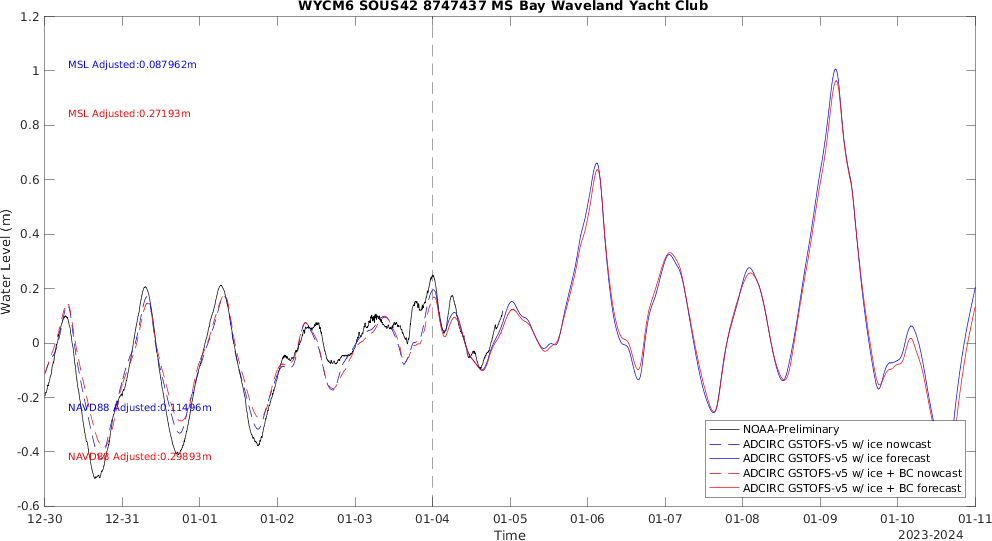 WYCM6 SOUS42 8747437 MS Bay Waveland Yacht Club
1.2
1
0.8
0.6
0.4
0.2
0
-0.2
-0.4
-0.6
Water Level (m)
MSL Adjusted:0.087962m
MSL Adjusted:0.27193m
NAVD88 Adjusted:0.11496m
NAVD88 Adjusted:0.29893m
NOAA-Preliminary
ADCIRC GSTOFS-v5 w/ ice nowcast
ADCIRC GSTOFS-v5 w/ ice forecast
ADCIRC GSTOFS-v5 w/ ice + BC nowcast
ADCIRC GSTOFS-v5 w/ ice + BC forecast
12-30 12-31 01-01 01-02 01-03 01-04 01-05 01-06 01-07 01-08 01-09 01-10 01-11
Time
2023-2024